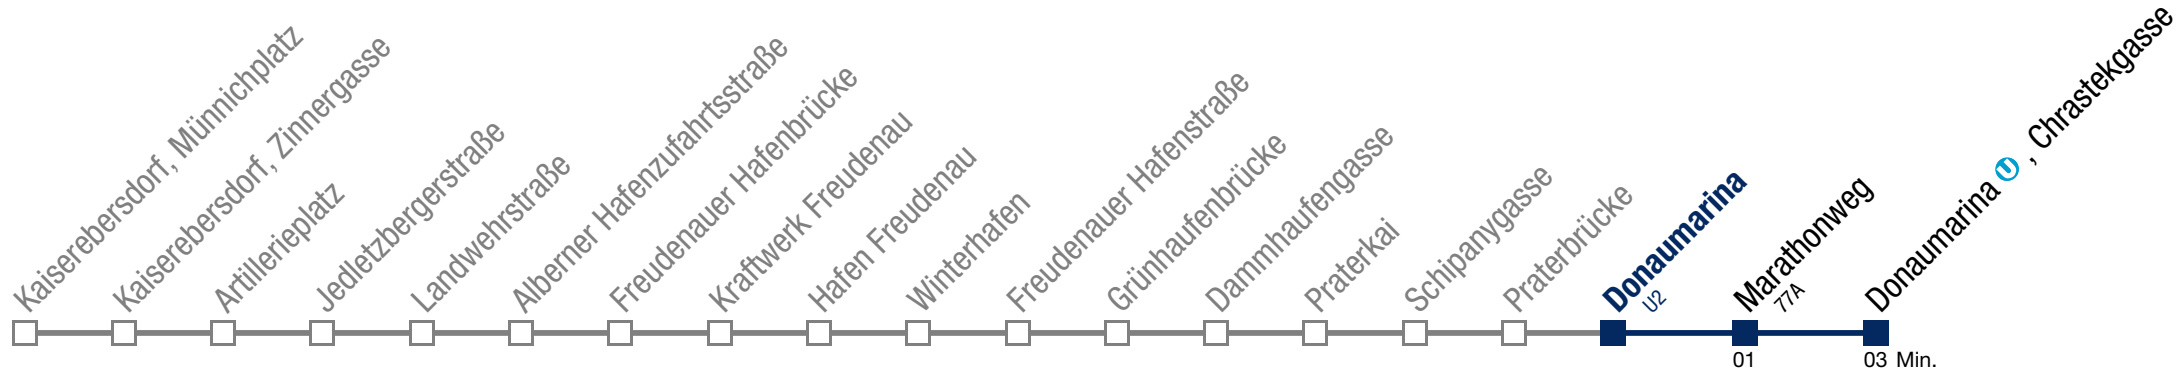 Kaiserebersdorf, Münnichplatz
Kaiserebersdorf, Zinnergasse
Artillerieplatz
Jedletzbergerstraße
Landwehrstraße
Alberner Hafenzufahrtsstraße
Freudenauer Hafenbrücke
Kraftwerk Freudenau
Hafen Freudenau
Winterhafen
Freudenauer Hafenstraße
Grünhaufenbrücke
Dammhaufengasse
Praterkai
Schipanygasse
Praterbrücke
Donaumarina
U2
Marathonweg
77A
Donaumarina U , Chrastekgasse
01
03 Min.